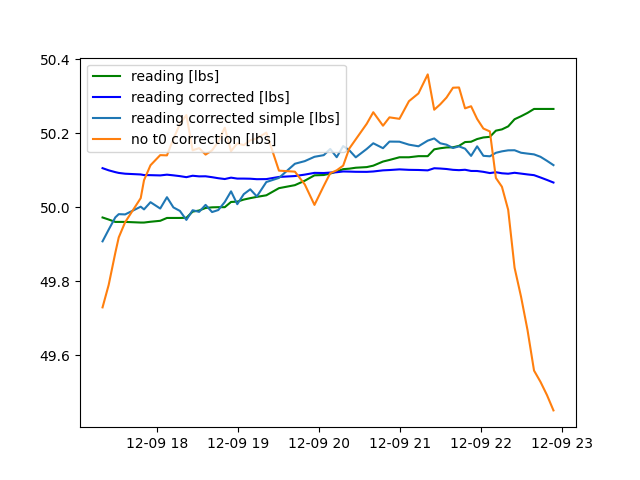 50.4
50.2
50.0
49.8
49.6
reading [lbs]
reading corrected [lbs]
reading corrected simple [lbs]
no t0 correction [lbs]
12-09 18 12-09 19 12-09 20 12-09 21 12-09 22 12-09 23